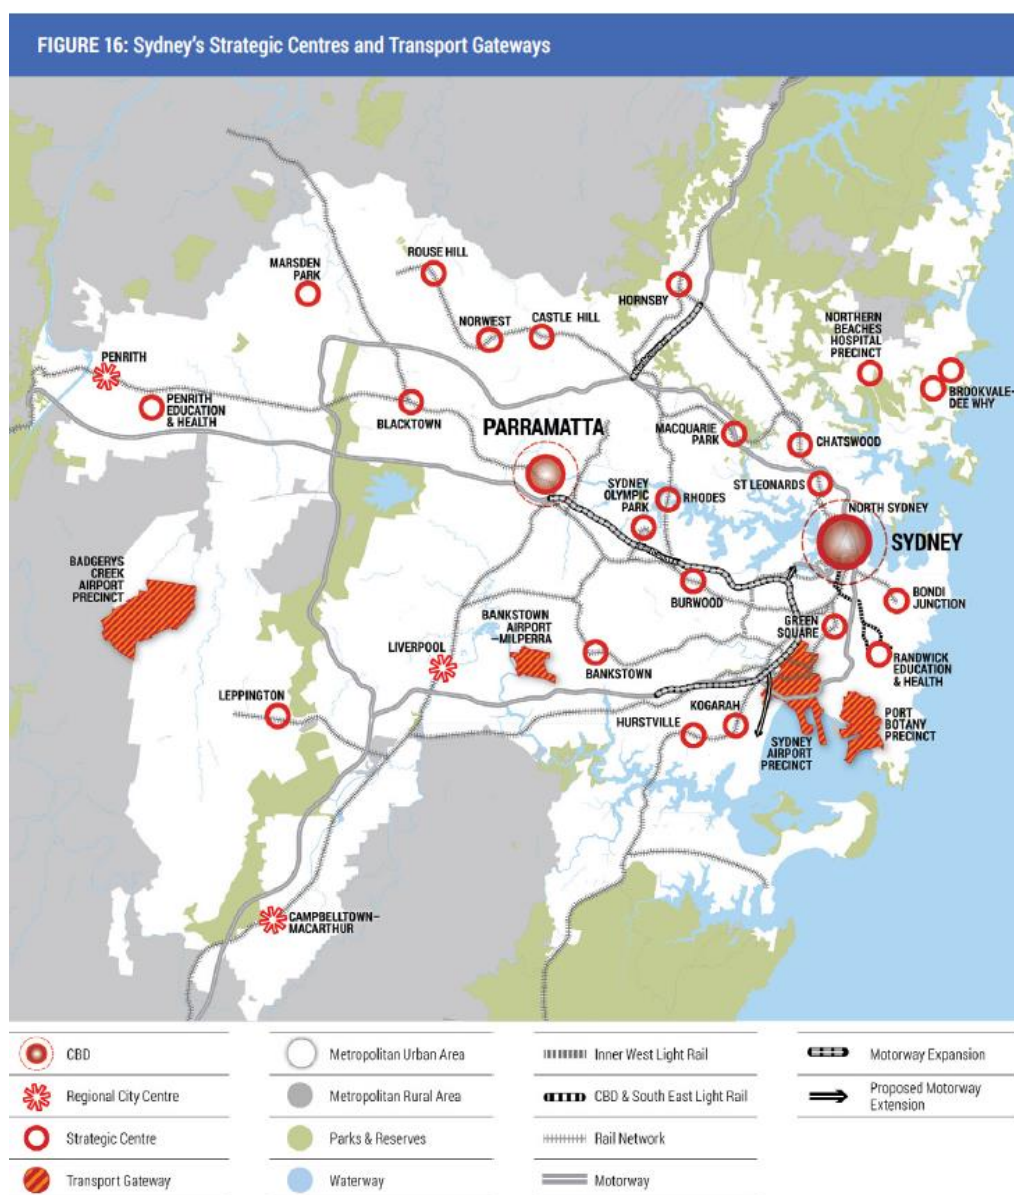 FIGURE 16: Sydney's Strategic Centres and Transport Gateways
ROUSE HILL
MARSDEN
PARK
HORNSBY
NORWEST
CASTLE HILL
NORTHERN
BEACHES
HOSPITAL
PRECINCT
PENRITH
BROOKVALE–
DEE WHY
PENRITH
EDUCATION
& HEALTH
BLACKTOWN
PARRAMATTA
MACQUARIE
PARK
CHATSWOOD
SYDNEY
OLYMPIC
PARK
RHODES
ST LEONARDS
NORTH SYDNEY
SYDNEY
BADGERYS
CREEK
AIRPORT
PRECINCT
BURWOOD
BONDI
JUNCTION
BANKSTOWN
AIRPORT
–MILPERRA
GREEN
SQUARE
LIVERPOOL
BANKSTOWN
RANDWICK
EDUCATION
& HEALTH
LEPPINGTON
KOGARAH
HURSTVILLE
PORT
BOTANY
PRECINCT
SYDNEY
AIRPORT
PRECINCT
CAMPBELLTOWN–
MACARTHUR
CBD
Metropolitan Urban Area
Inner West Light Rail
Motorway Expansion
Regional City Centre
Metropolitan Rural Area
CBD & South East Light Rail
Proposed Motorway
Extension
Strategic Centre
Parks & Reserves
Rail Network
Transport Gateway
Waterway
Motorway